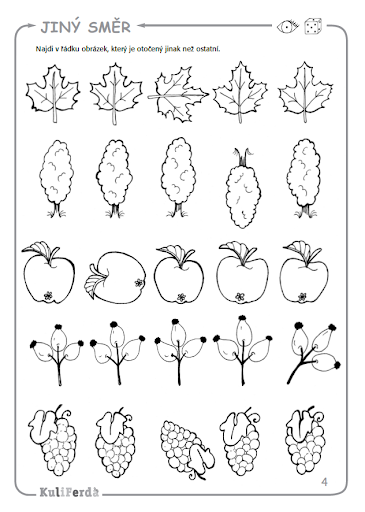 JINÝ SMĚR
Najdi v řádku obrázek, který je otočený jinak než ostatní.
4
KuliFerda